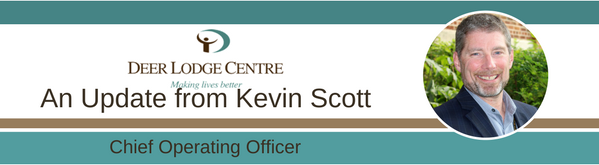 DEER LODGE CENTRE
Making lives better
An Update from Kevin Scott
Chief Operating Officer